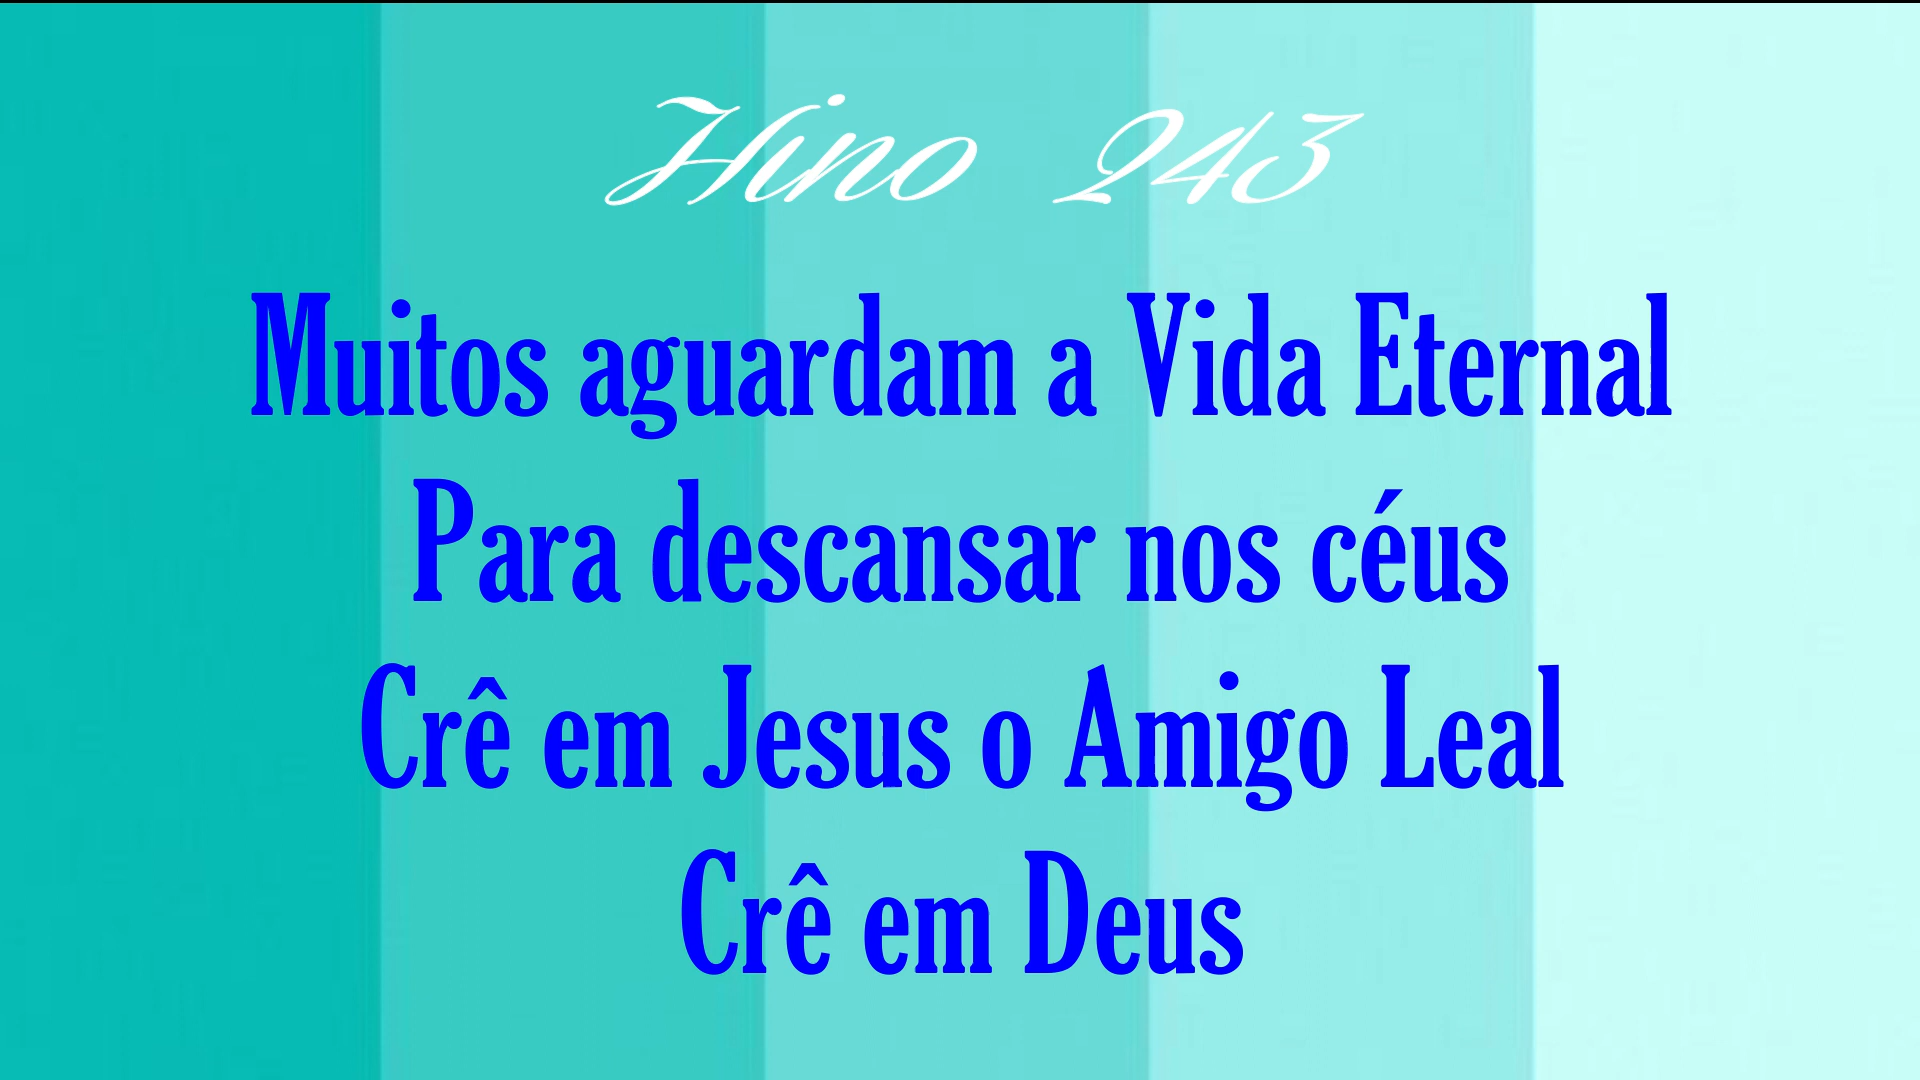 Hino 243
Muitos aguardam a Vida Eternal
Para descansar nos céus
Crê em Jesus o Amigo Leal
Crê em Deus